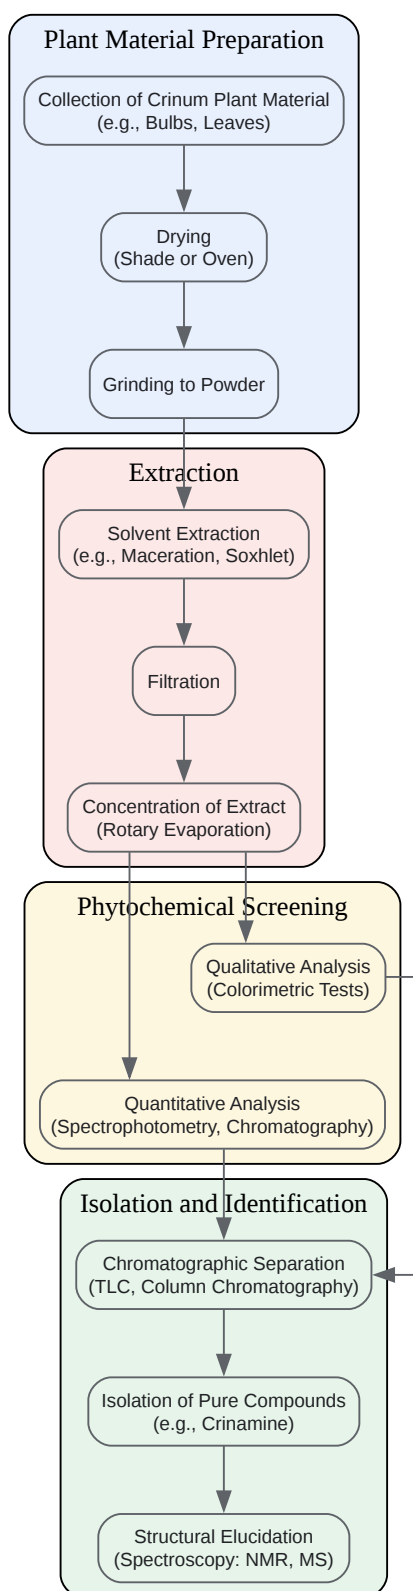 Plant Material Preparation
Collection of Crinum Plant Material
(e.g., Bulbs, Leaves)
Drying
(Shade or Oven)
Grinding to Powder
Extraction
Solvent Extraction
(e.g., Maceration, Soxhlet)
Filtration
Concentration of Extract
(Rotary Evaporation)
Phytochemical Screening
Qualitative Analysis
(Colorimetric Tests)
Quantitative Analysis
(Spectrophotometry, Chromatography)
Isolation and Identification
Chromatographic Separation
(TLC, Column Chromatography)
Isolation of Pure Compounds
(e.g., Crinamine)
Structural Elucidation
(Spectroscopy: NMR, MS)